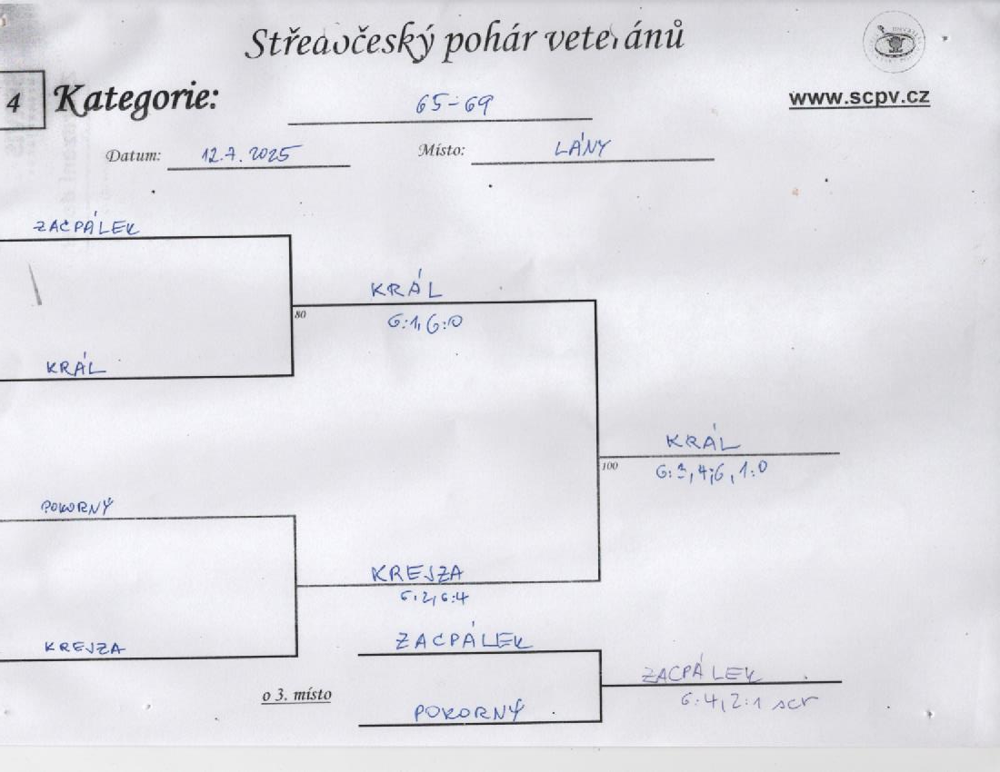 Středočeský pohár veteránů
4 Kategorie: 65-69
www.scpv.cz
Datum: 12.7.2025 Místo: LÁNY
ZACPÁLEK
KRÁL
6:1, 6:0
80
KRÁL
KRÁL
100 6:3, 4:6, 1:0
POKORNÝ
KREJZA
6:2, 6:4
ZACPÁLEK
KREJZA
ZACPÁLEK
o 3. místo
6:4, 2:1 scr
POKORNÝ